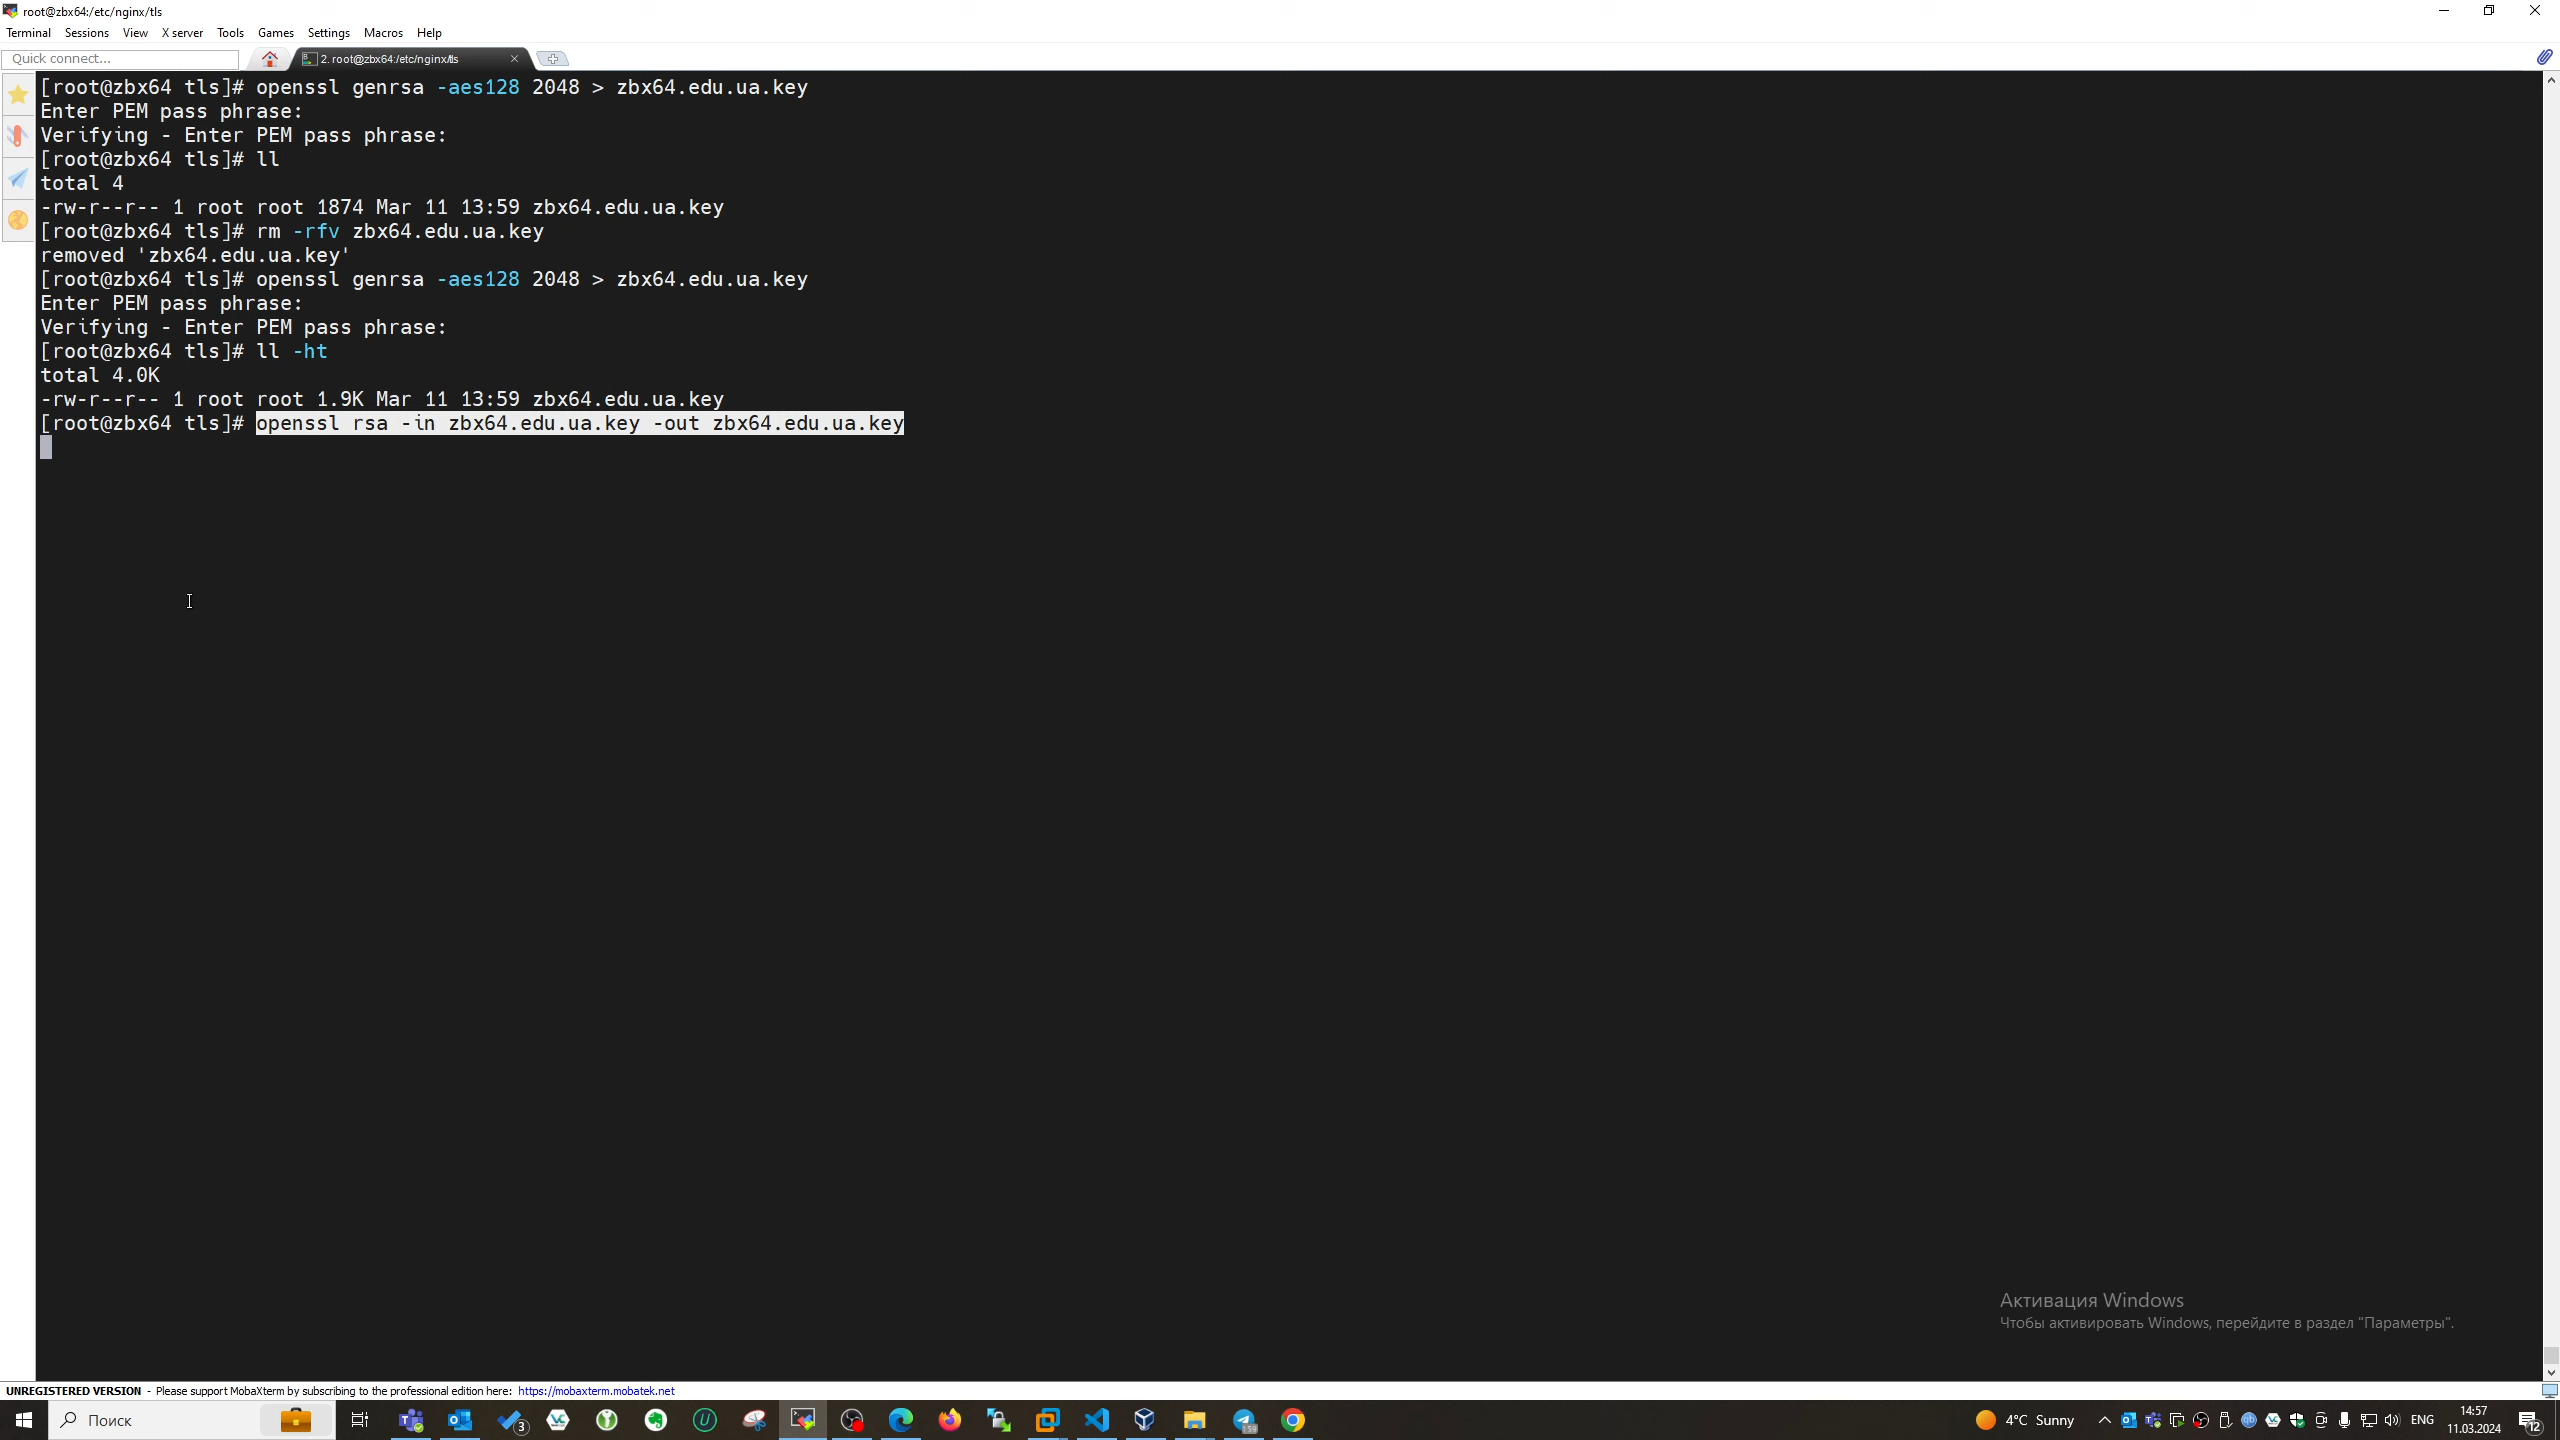 root@zbx64:/etc/nginx/tls
Terminal Sessions View X server Tools Games Settings Macros Help
Quick connect... 2. root@zbx64:/etc/nginx/tls
[root@zbx64 tls]# openssl genrsa -aes128 2048 > zbx64.edu.ua.key
Enter PEM pass phrase:
Verifying - Enter PEM pass phrase:
[root@zbx64 tls]# ll
total 4
-rw-r--r-- 1 root root 1874 Mar 11 13:59 zbx64.edu.ua.key
[root@zbx64 tls]# rm -rfv zbx64.edu.ua.key
removed 'zbx64.edu.ua.key'
[root@zbx64 tls]# openssl genrsa -aes128 2048 > zbx64.edu.ua.key
Enter PEM pass phrase:
Verifying - Enter PEM pass phrase:
[root@zbx64 tls]# ll -ht
total 4.0K
-rw-r--r-- 1 root root 1.9K Mar 11 13:59 zbx64.edu.ua.key
[root@zbx64 tls]# openssl rsa -in zbx64.edu.ua.key -out zbx64.edu.ua.key
Активация Windows
Чтобы активировать Windows, перейдите в раздел "Параметры".
UNREGISTERED VERSION - Please support MobaXterm by subscribing to the professional edition here: https://mobaxterm.mobatek.net
Поиск 3 159 4°C Sunny ENG 14:57 12
11.03.2024